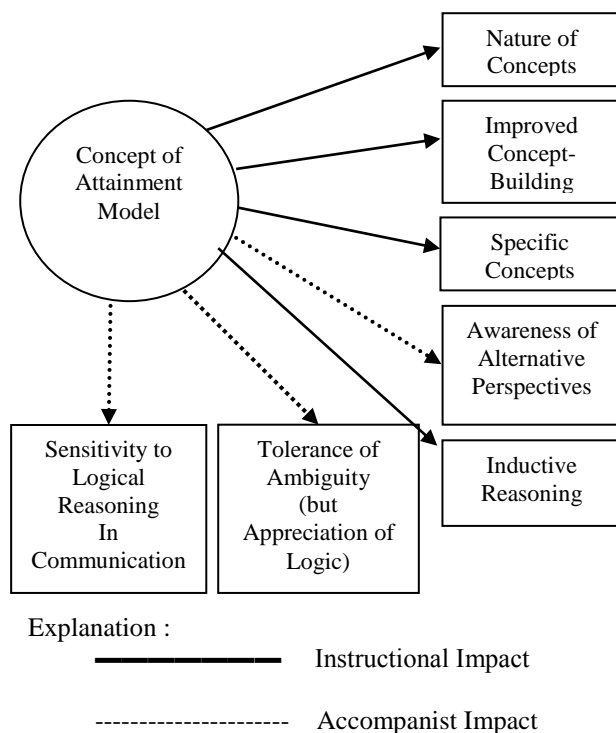 Nature of
Concepts
Concept of
Attainment
Model
Improved
Concept-
Building
Specific
Concepts
Awareness of
Alternative
Perspectives
Sensitivity to
Logical
Reasoning
In
Communication
Tolerance of
Ambiguity
(but
Appreciation of
Logic)
Inductive
Reasoning
Explanation :
Instructional Impact
Accompanist Impact